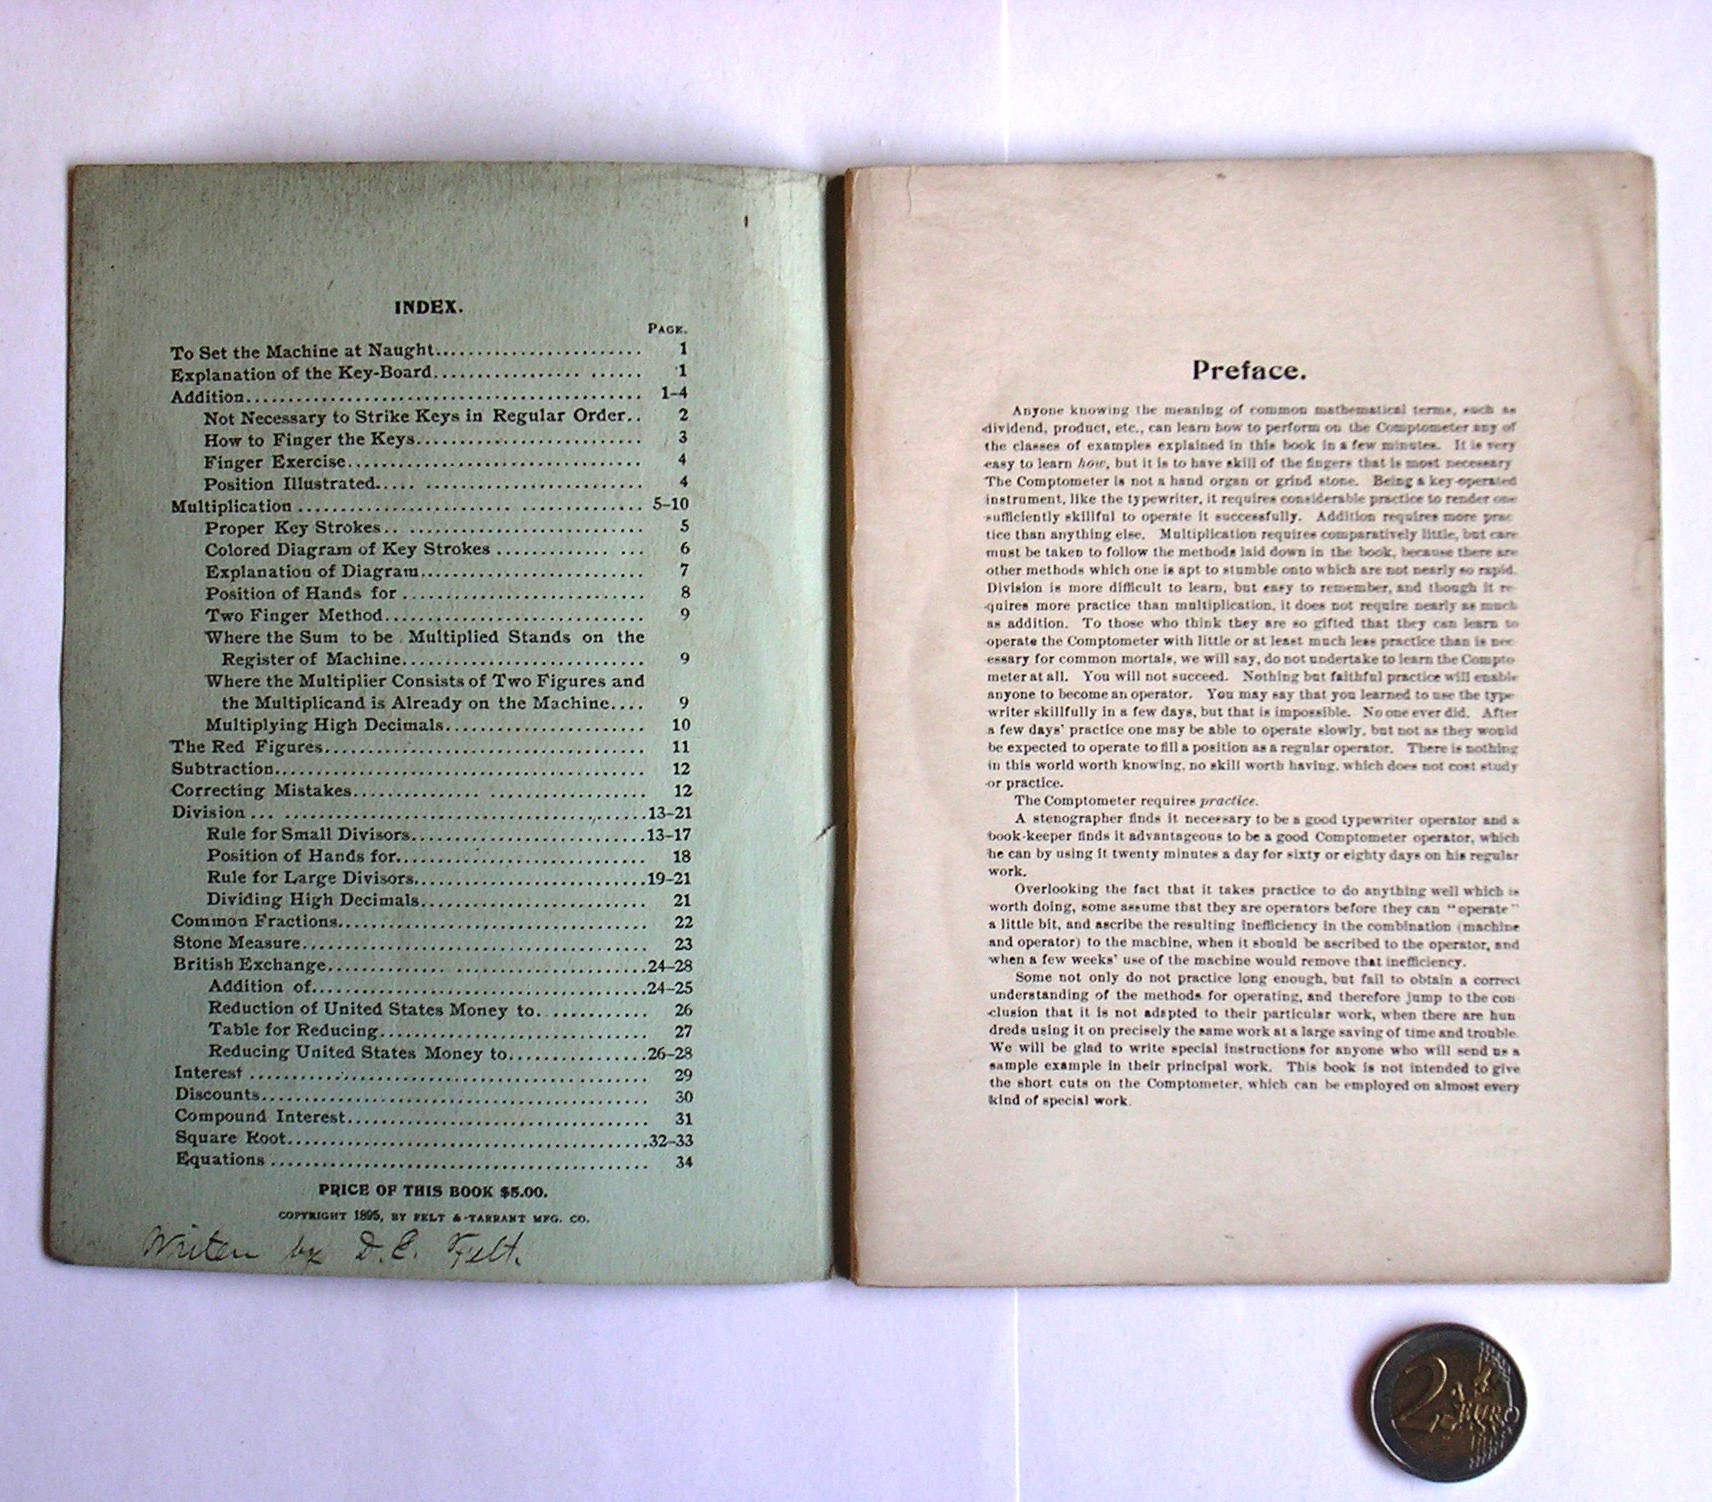 INDEX.
PAGE.
To Set the Machine at Naught........................ 1
Explanation of the Key-Board................ ...... 1
Addition.............................................. 1-4
Not Necessary to Strike Keys in Regular Order.. 2
How to Finger the Keys........................... 3
Finger Exercise................................... 4
Position Illustrated..... ........................ 4
Multiplication .......................... ............... 5-10
Proper Key Strokes.. ............................ 5
Colored Diagram of Key Strokes .............. ... 6
Explanation of Diagram........................... 7
Position of Hands for ............................. 8
Two Finger Method............................... 9
Where the Sum to be Multiplied Stands on the
Register of Machine............................. 9
Where the Multiplier Consists of Two Figures and
the Multiplicand is Already on the Machine.... 9
Multiplying High Decimals........................ 10
The Red Figures...................................... 11
Subtraction............................................ 12
Correcting Mistakes............... ................... 12
Division ... ...........................................13-21
Rule for Small Divisors............................13-17
Position of Hands for.............................. 18
Rule for Large Divisors............................19-21
Dividing High Decimals........................... 21
Common Fractions.................................... 22
Stone Measure......................................... 23
British Exchange.............. .......................24-28
Addition of........................................24-25
Reduction of United States Money to. ............ 26
Table for Reducing................................ 27
Reducing United States Money to................26-28
Interest ............................................... 29
Discounts.............................................. 30
Compound Interest.................................... 31
Square Root...........................................32-33
Equations ............................................. 34
PRICE OF THIS BOOK $5.00.
COPYRIGHT 1895, BY FELT & TARRANT MFG. CO.
Writen by D. E. Felt.
Preface.
Anyone knowing the meaning of common mathematical terms, such as
dividend, product, etc., can learn how to perform on the Comptometer any of
the classes of examples explained in this book in a few minutes. It is very
easy to learn how, but it is to have skill of the fingers that is most necessary
The Comptometer is not a hand organ or grind stone. Being a key-operated
instrument, like the typewriter, it requires considerable practice to render one
sufficiently skillful to operate it successfully. Addition requires more prac
tice than anything else. Multiplication requires comparatively little, but care
must be taken to follow the methods laid down in the book, because there are
other methods which one is apt to stumble onto which are not nearly so rapid.
Division is more difficult to learn, but easy to remember, and though it re-
quires more practice than multiplication, it does not require nearly as much
as addition. To those who think they are so gifted that they can learn to
operate the Comptometer with little or at least much less practice than is nec-
essary for common mortals, we will say, do not undertake to learn the Compto
meter at all. You will not succeed. Nothing but faithful practice will enable
anyone to become an operator. You may say that you learned to use the type-
writer skillfully in a few days, but that is impossible. No one ever did. After
a few days' practice one may be able to operate slowly, but not as they would
be expected to operate to fill a position as a regular operator. There is nothing
in this world worth knowing, no skill worth having, which does not cost study
or practice.
The Comptometer requires practice.
A stenographer finds it necessary to be a good typewriter operator and a
book-keeper finds it advantageous to be a good Comptometer operator, which
he can by using it twenty minutes a day for sixty or eighty days on his regular
work.
Overlooking the fact that it takes practice to do anything well which is
worth doing, some assume that they are operators before they can "operate"
a little bit, and ascribe the resulting inefficiency in the combination (machine
and operator) to the machine, when it should be ascribed to the operator, and
when a few weeks' use of the machine would remove that inefficiency.
Some not only do not practice long enough, but fail to obtain a correct
understanding of the methods for operating, and therefore jump to the con
clusion that it is not adapted to their particular work, when there are hun
dreds using it on precisely the same work at a large saving of time and trouble.
We will be glad to write special instructions for anyone who will send us a
sample example in their principal work. This book is not intended to give
the short cuts on the Comptometer, which can be employed on almost every
kind of special work.
2
EURO